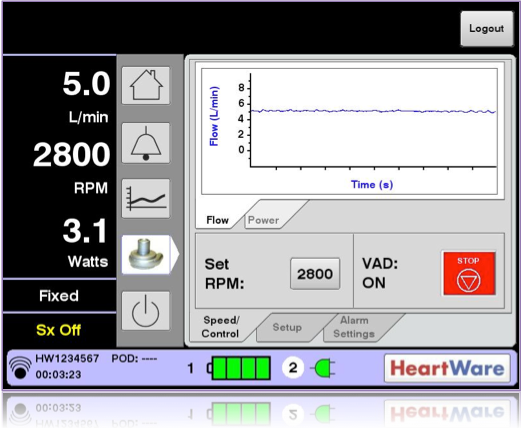 Logout
5.0
L/min
2800
RPM
3.1
Watts
Fixed
Sx Off
Flow (L/min)
8
6
4
2
0
Time (s)
Flow
Power
Set
RPM:
2800
VAD:
ON
STOP
Speed/
Control
Setup
Alarm
Settings
HW1234567 POD: ----
00:03:23
1
2
HeartWare